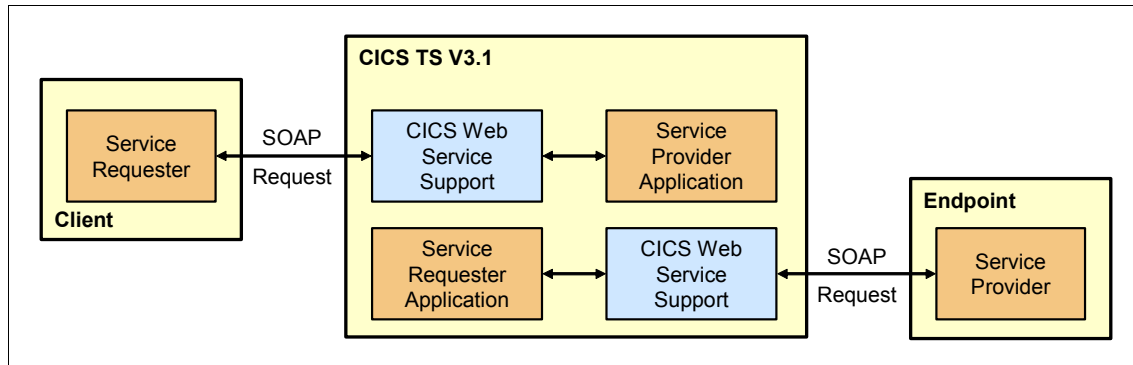 CICS TS V3.1
Service
Requester
Client
SOAP
Request
CICS Web
Service
Support
Service
Provider
Application
Service
Requester
Application
CICS Web
Service
Support
SOAP
Request
Endpoint
Service
Provider